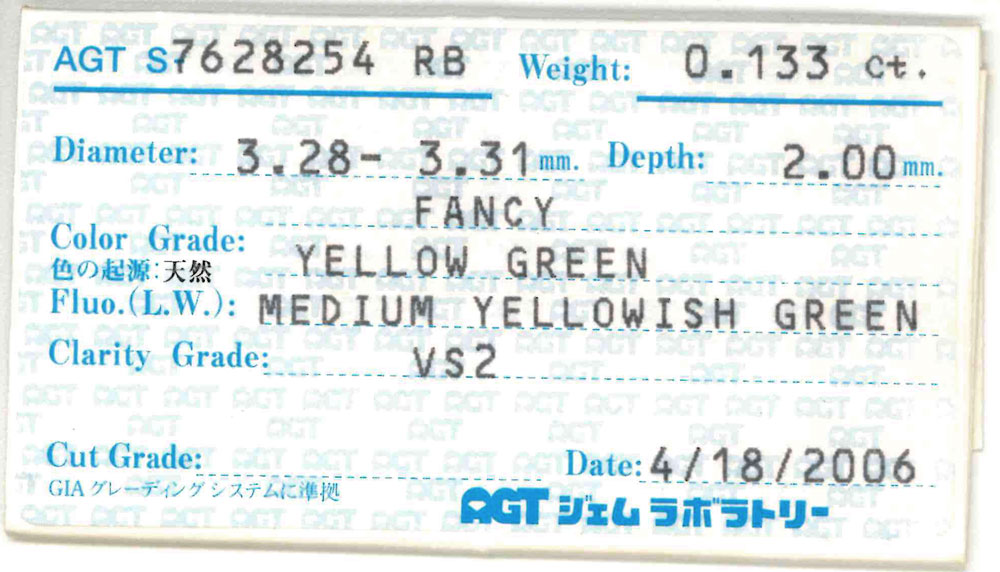 AGT S7628254 RB Weight: 0.133 ct.
Diameter: 3.28- 3.31 mm. Depth: 2.00 mm.
FANCY
Color Grade: YELLOW GREEN
色の起源:天然
Fluo.(L.W.): MEDIUM YELLOWISH GREEN
Clarity Grade: VS2
Cut Grade: Date: 4/18/2006
GIAグレーディングシステムに準拠
AGT ジェムラボラトリー